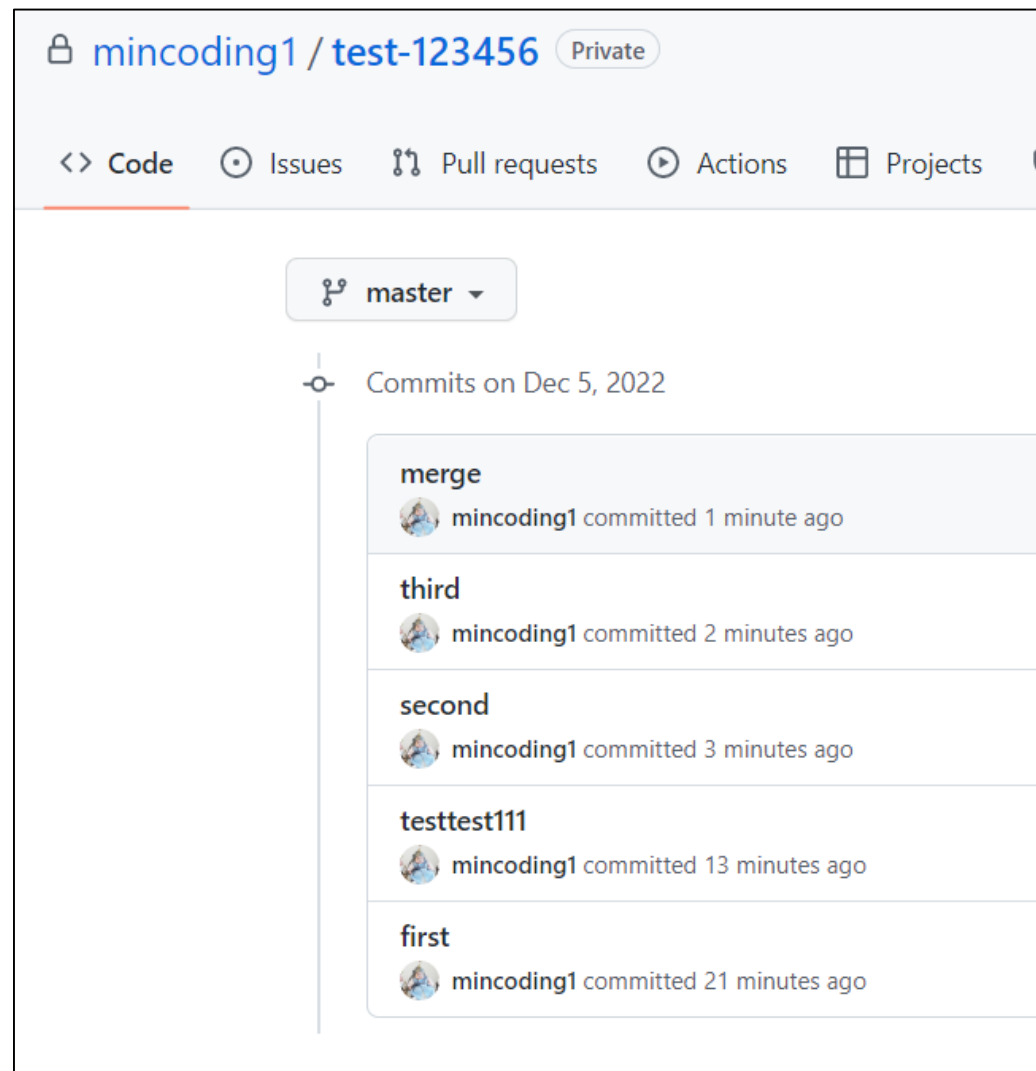 mincoding1 / test-123456 Private
Code Issues Pull requests Actions Projects
master
Commits on Dec 5, 2022
merge
mincoding1 committed 1 minute ago
third
mincoding1 committed 2 minutes ago
second
mincoding1 committed 3 minutes ago
testtest111
mincoding1 committed 13 minutes ago
first
mincoding1 committed 21 minutes ago